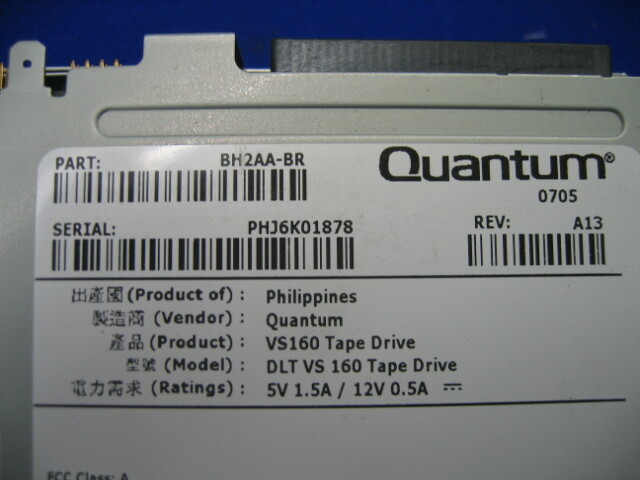 PART: BH2AA-BR
Quantum®
0705
SERIAL: PHJ6K01878
REV: A13
出產國 (Product of) : Philippines
製造商 (Vendor) : Quantum
產品 (Product) : VS160 Tape Drive
型號 (Model) : DLT VS 160 Tape Drive
電力需求 (Ratings) : 5V 1.5A / 12V 0.5A ⎓
FCC Class: A